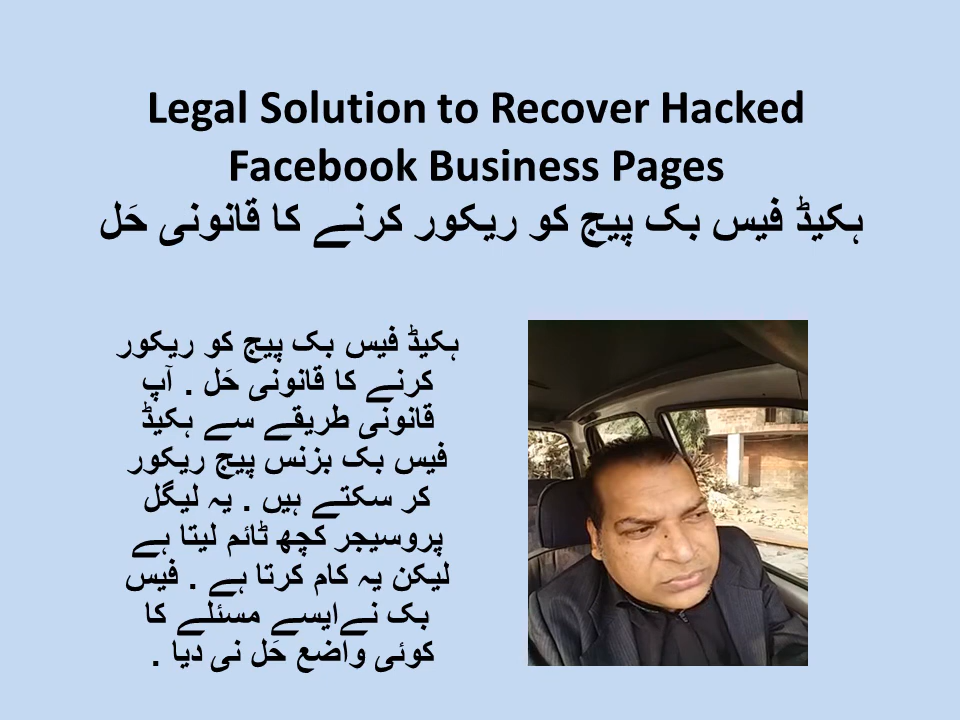 Legal Solution to Recover Hacked
Facebook Business Pages
ہکیڈ فیس بک پیج کو ریکور کرنے کا قانونی حَل
ہکیڈ فیس بک پیج کو ریکور
کرنے کا قانونی حَل . آپ
قانونی طریقے سے ہکیڈ
فیس بک بزنس پیج ریکور
کر سکتے ہیں . یہ لیگل
پروسیجر کچھ ٹائم لیتا ہے
لیکن یہ کام کرتا ہے . فیس
بک نےایسے مسئلے کا
کوئی واضع حَل نی دیا .